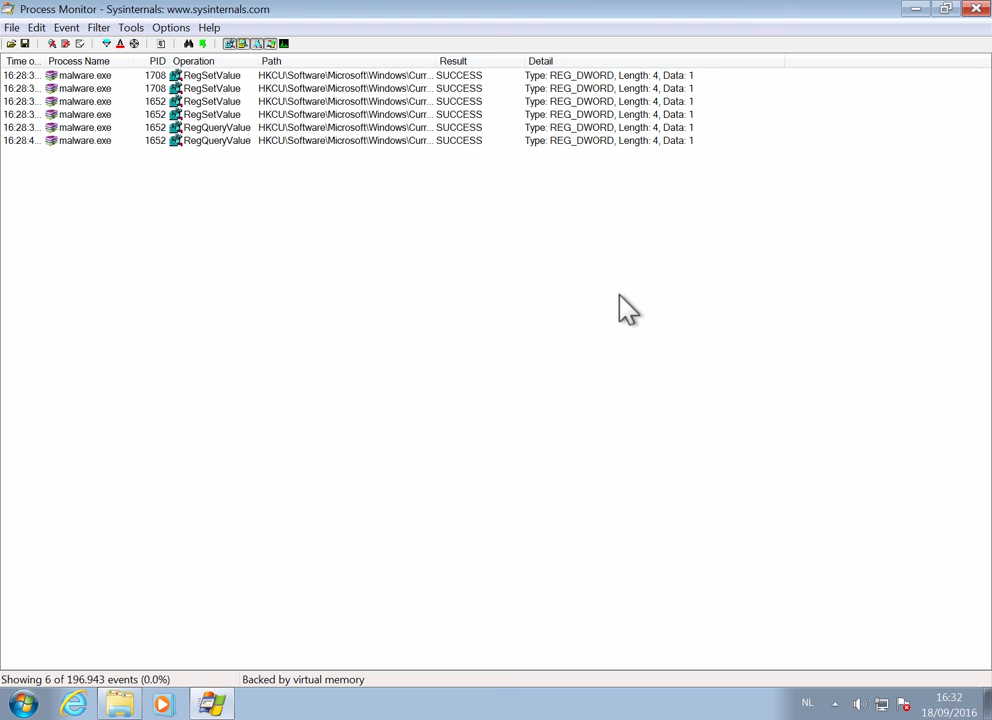 Process Monitor - Sysinternals: www.sysinternals.com
File Edit Event Filter Tools Options Help
Time o... Process Name PID Operation Path Result Detail
16:28:3... malware.exe 1708 RegSetValue HKCU\Software\Microsoft\Windows\Curr... SUCCESS Type: REG_DWORD, Length: 4, Data: 1
16:28:3... malware.exe 1708 RegSetValue HKCU\Software\Microsoft\Windows\Curr... SUCCESS Type: REG_DWORD, Length: 4, Data: 1
16:28:3... malware.exe 1652 RegSetValue HKCU\Software\Microsoft\Windows\Curr... SUCCESS Type: REG_DWORD, Length: 4, Data: 1
16:28:3... malware.exe 1652 RegSetValue HKCU\Software\Microsoft\Windows\Curr... SUCCESS Type: REG_DWORD, Length: 4, Data: 1
16:28:3... malware.exe 1652 RegQueryValue HKCU\Software\Microsoft\Windows\Curr... SUCCESS Type: REG_DWORD, Length: 4, Data: 1
16:28:4... malware.exe 1652 RegQueryValue HKCU\Software\Microsoft\Windows\Curr... SUCCESS Type: REG_DWORD, Length: 4, Data: 1
Showing 6 of 196.943 events (0.0%) Backed by virtual memory
NL 16:32
18/09/2016